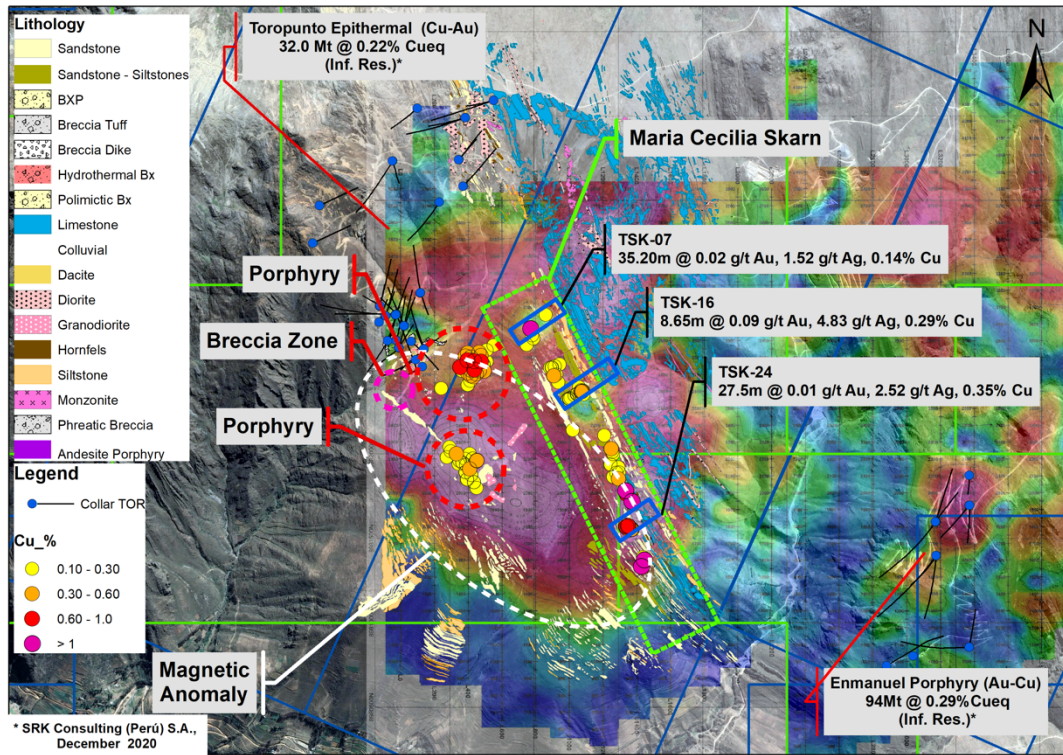 Lithology
Sandstone
Sandstone - Siltstones
BXP
Breccia Tuff
Breccia Dike
Hydrothermal Bx
Polimictic Bx
Limestone
Colluvial
Dacite
Diorite
Granodiorite
Hornfels
Siltstone
Monzonite
Phreatic Breccia
Andesite Porphyry
Legend
Collar TOR
Cu_%
0.10 - 0.30
0.30 - 0.60
0.60 - 1.0
> 1
* SRK Consulting (Perú) S.A.,
December 2020
Toropunto Epithermal (Cu-Au)
32.0 Mt @ 0.22% Cueq
(Inf. Res.)*
N
Maria Cecilia Skarn
TSK-07
35.20m @ 0.02 g/t Au, 1.52 g/t Ag, 0.14% Cu
TSK-16
8.65m @ 0.09 g/t Au, 4.83 g/t Ag, 0.29% Cu
TSK-24
27.5m @ 0.01 g/t Au, 2.52 g/t Ag, 0.35% Cu
Porphyry
Breccia Zone
Porphyry
Magnetic
Anomaly
Enmanuel Porphyry (Au-Cu)
94Mt @ 0.29%Cueq
(Inf. Res.)*